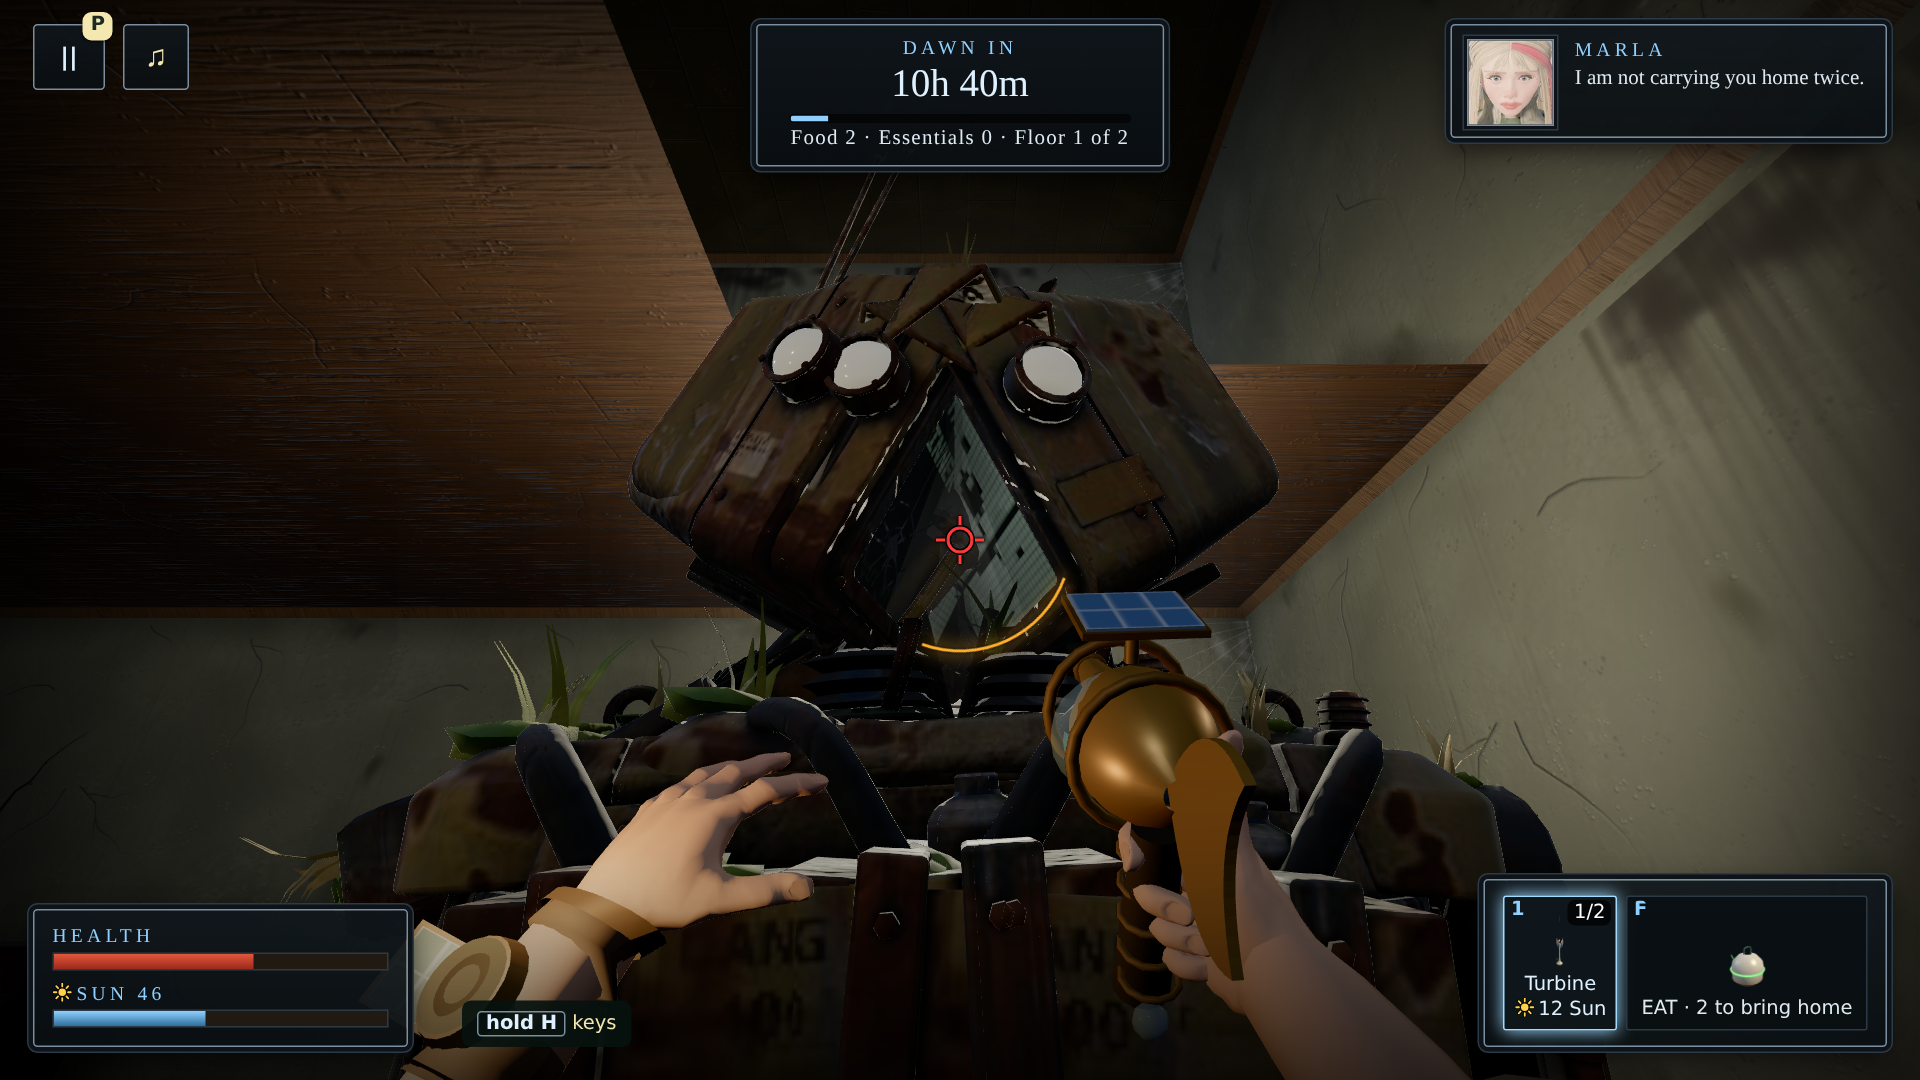 P
DAWN IN
10h 40m
Food 2 · Essentials 0 · Floor 1 of 2
MARLA
I am not carrying you home twice.
HEALTH
SUN 46
hold H keys
1
1/2
Turbine
12 Sun
F
EAT · 2 to bring home